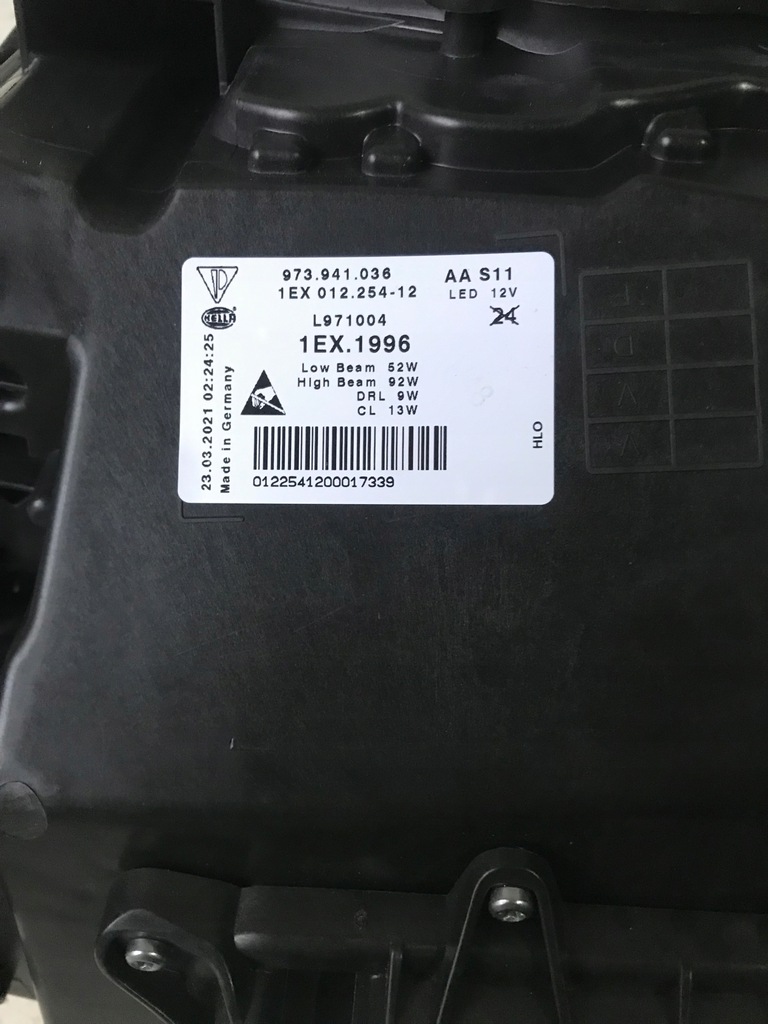 973.941.036
1EX 012.254-12
AA S11
LED 12V
24
HELLA
L971004
1EX.1996
Low Beam 52W
High Beam 92W
DRL 9W
CL 13W
23.03.2021 02:24:25
Made in Germany
HLO
0122541200017339